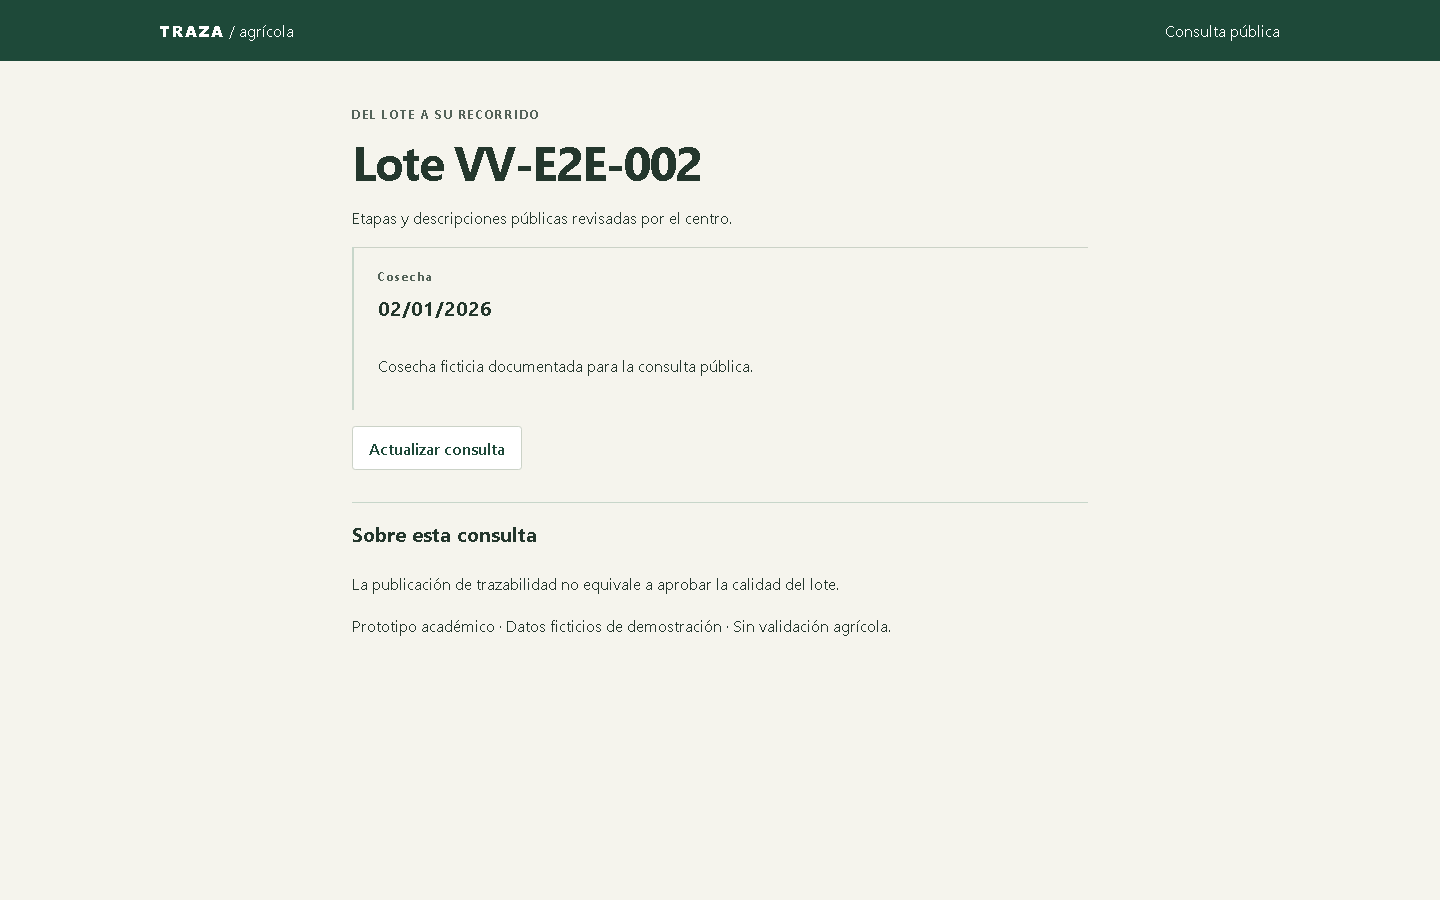 TRAZA / agrícola
Consulta pública
DEL LOTE A SU RECORRIDO
Lote VV-E2E-002
Etapas y descripciones públicas revisadas por el centro.
Cosecha
02/01/2026
Cosecha ficticia documentada para la consulta pública.
Actualizar consulta
Sobre esta consulta
La publicación de trazabilidad no equivale a aprobar la calidad del lote.
Prototipo académico · Datos ficticios de demostración · Sin validación agrícola.